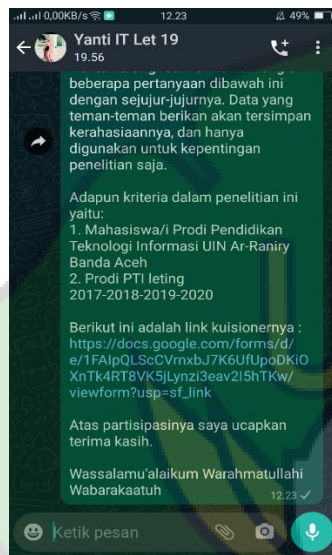 0,00KB/s
12.23
49%
Yanti IT Let 19
19.56
beberapa pertanyaan dibawah ini
dengan sejujur-jujurnya. Data yang
teman-teman berikan akan tersimpan
kerahasiaannya, dan hanya
digunakan untuk kepentingan
penelitian saja.
Adapun kriteria dalam penelitian ini
yaitu:
1. Mahasiswa/i Prodi Pendidikan
Teknologi Informasi UIN Ar-Raniry
Banda Aceh
2. Prodi PTI leting
2017-2018-2019-2020
Berikut ini adalah link kuisionernya :
https://docs.google.com/forms/d/
e/1FAIpQLScCVrnxbJ7K6UfUpoDKiO
XnTk4RT8VK5jLynzi3eav2I5hTKw/
viewform?usp=sf_link
Atas partisipasinya saya ucapkan
terima kasih.
Wassalamu'alaikum Warahmatullahi
Wabarakaatuh
12.23
Ketik pesan